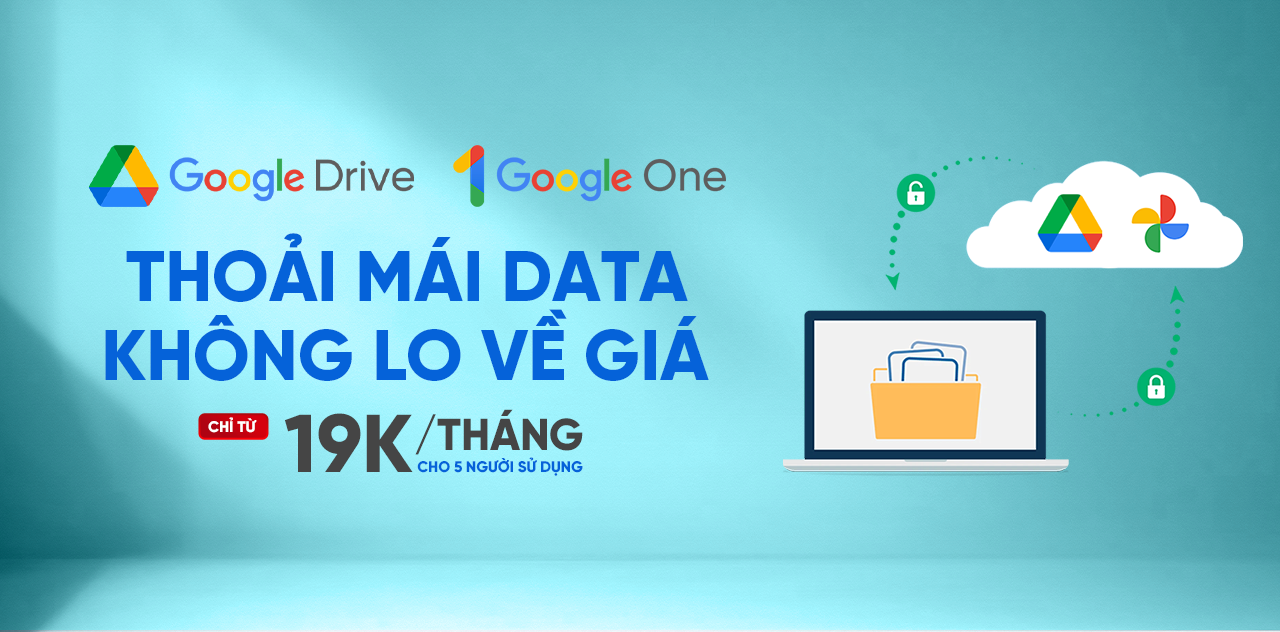 Google Drive
Google One
THOẢI MÁI DATA
KHÔNG LO VỀ GIÁ
CHỈ TỪ
19K/THÁNG
CHO 5 NGƯỜI SỬ DỤNG